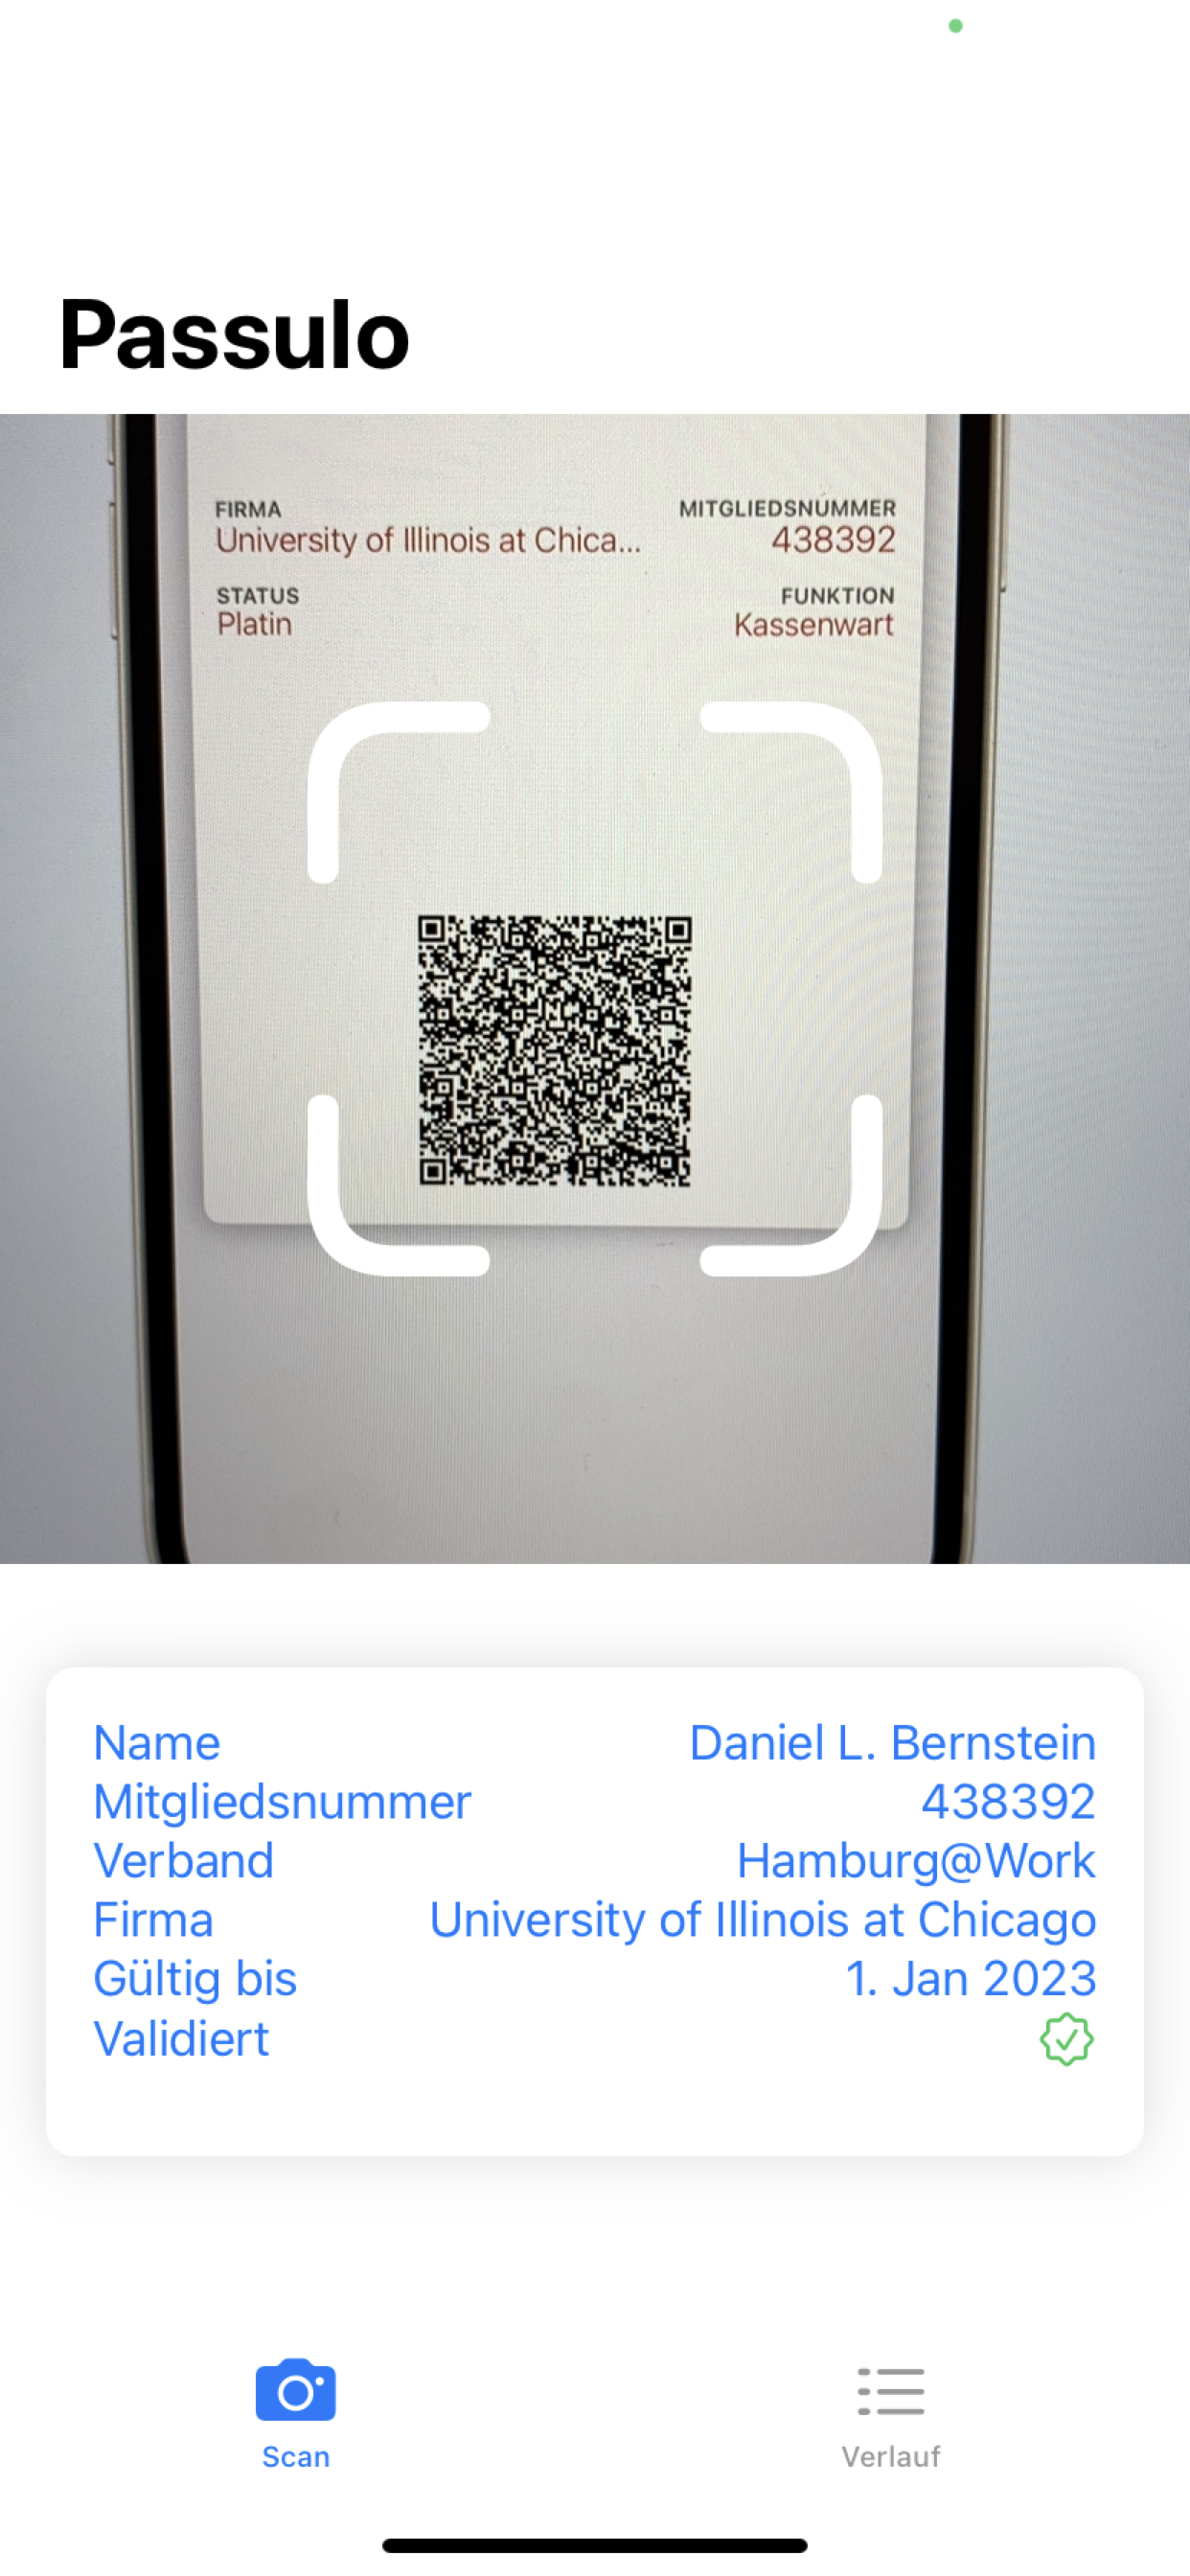 Passulo
FIRMA MITGLIEDSNUMMER
University of Illinois at Chica... 438392
STATUS FUNKTION
Platin Kassenwart
Name Daniel L. Bernstein
Mitgliedsnummer 438392
Verband Hamburg@Work
Firma University of Illinois at Chicago
Gültig bis 1. Jan 2023
Validiert
Scan Verlauf